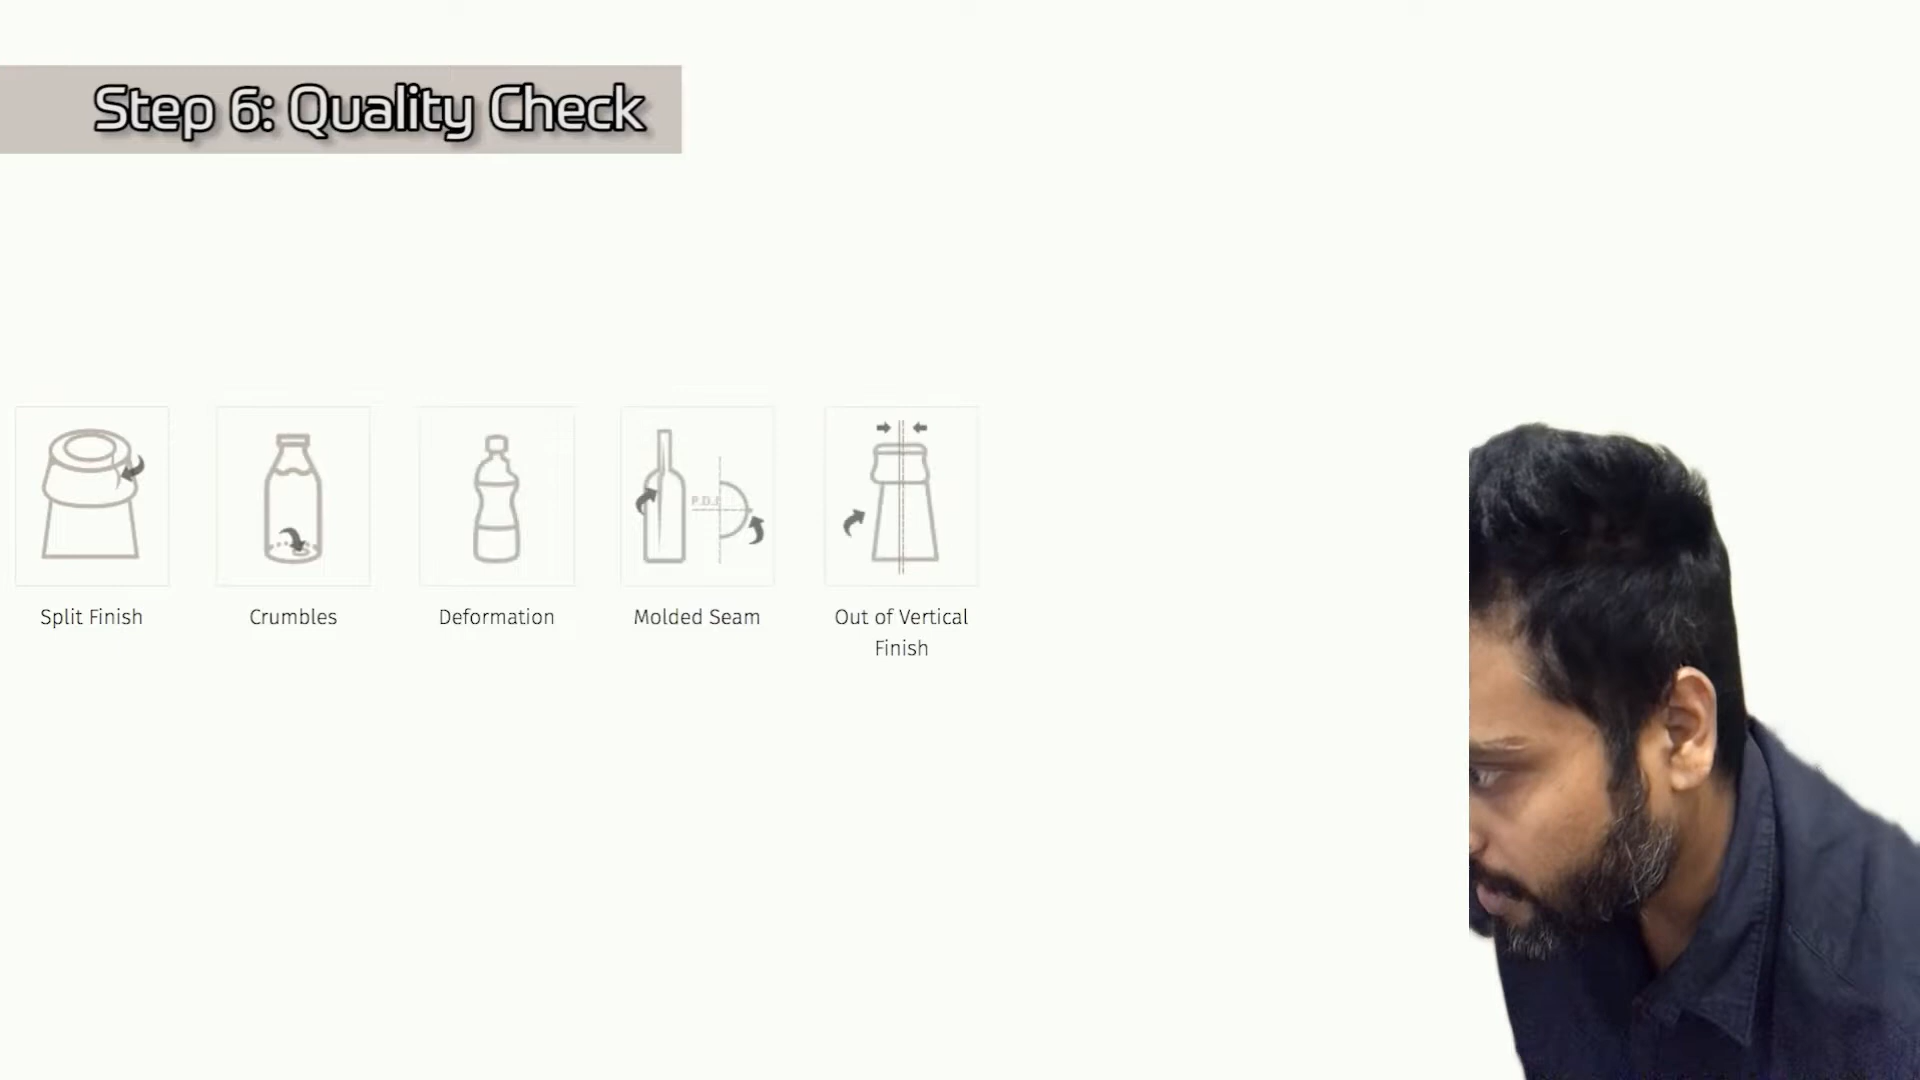 Step 6: Quality Check
P.D.
Split Finish
Crumbles
Deformation
Molded Seam
Out of Vertical
Finish